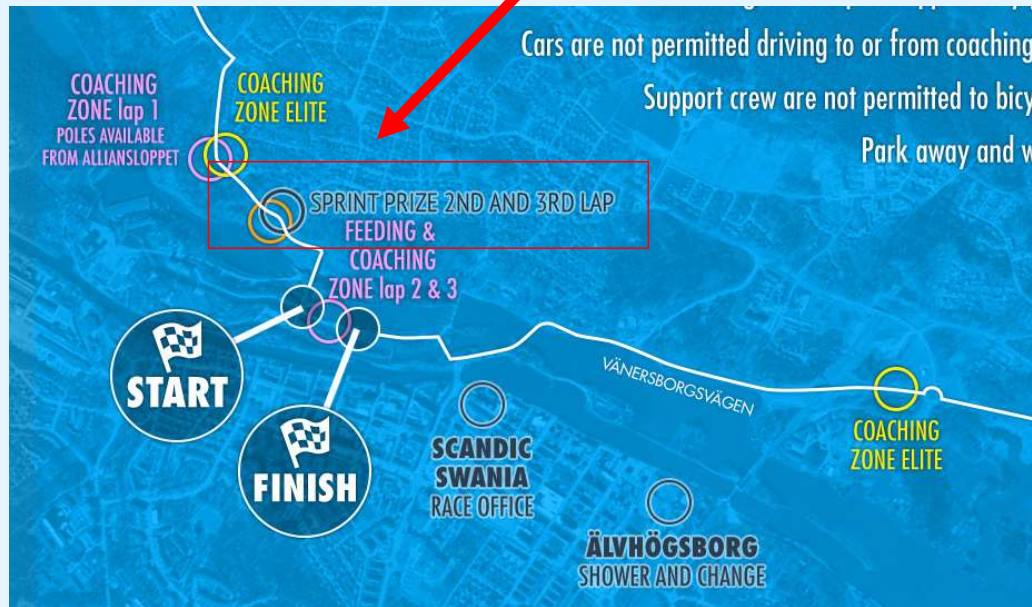 Cars are not permitted driving to or from coaching
Support crew are not permitted to bicy
Park away and w
COACHING
ZONE lap 1
POLES AVAILABLE
FROM ALLIANSLOPPET
COACHING
ZONE ELITE
SPRINT PRIZE 2ND AND 3RD LAP
FEEDING &
COACHING
ZONE lap 2 & 3
START
FINISH
VÄNERSBORGSVÄGEN
SCANDIC
SWANIA
RACE OFFICE
COACHING
ZONE ELITE
ÄLVHÖGSBORG
SHOWER AND CHANGE